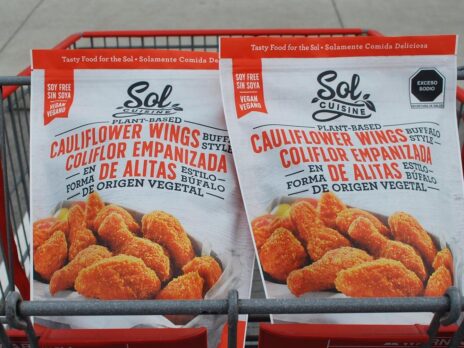 Tasty Food for the Sol • Solamente C
SOY FREE
SIN SOYA
VEGAN
VEGANO
Sol
CUISINE
PLANT-BASED
CAULIFLOWER WINGS BUFFALO STYLE
COLIFLOR EMPANIZADA
EN FORMA DE ALITAS ESTILO BÚFALO
DE ORIGEN VEGETAL
Tasty Food for the Sol • Solamente Comida Deliciosa
SOY FREE
SIN SOYA
VEGAN
VEGANO
Sol
CUISINE
EXCESO
SODIO
PLANT-BASED
CAULIFLOWER WINGS BUFFALO STYLE
COLIFLOR EMPANIZADA
EN FORMA DE ALITAS ESTILO BÚFALO
DE ORIGEN VEGETAL